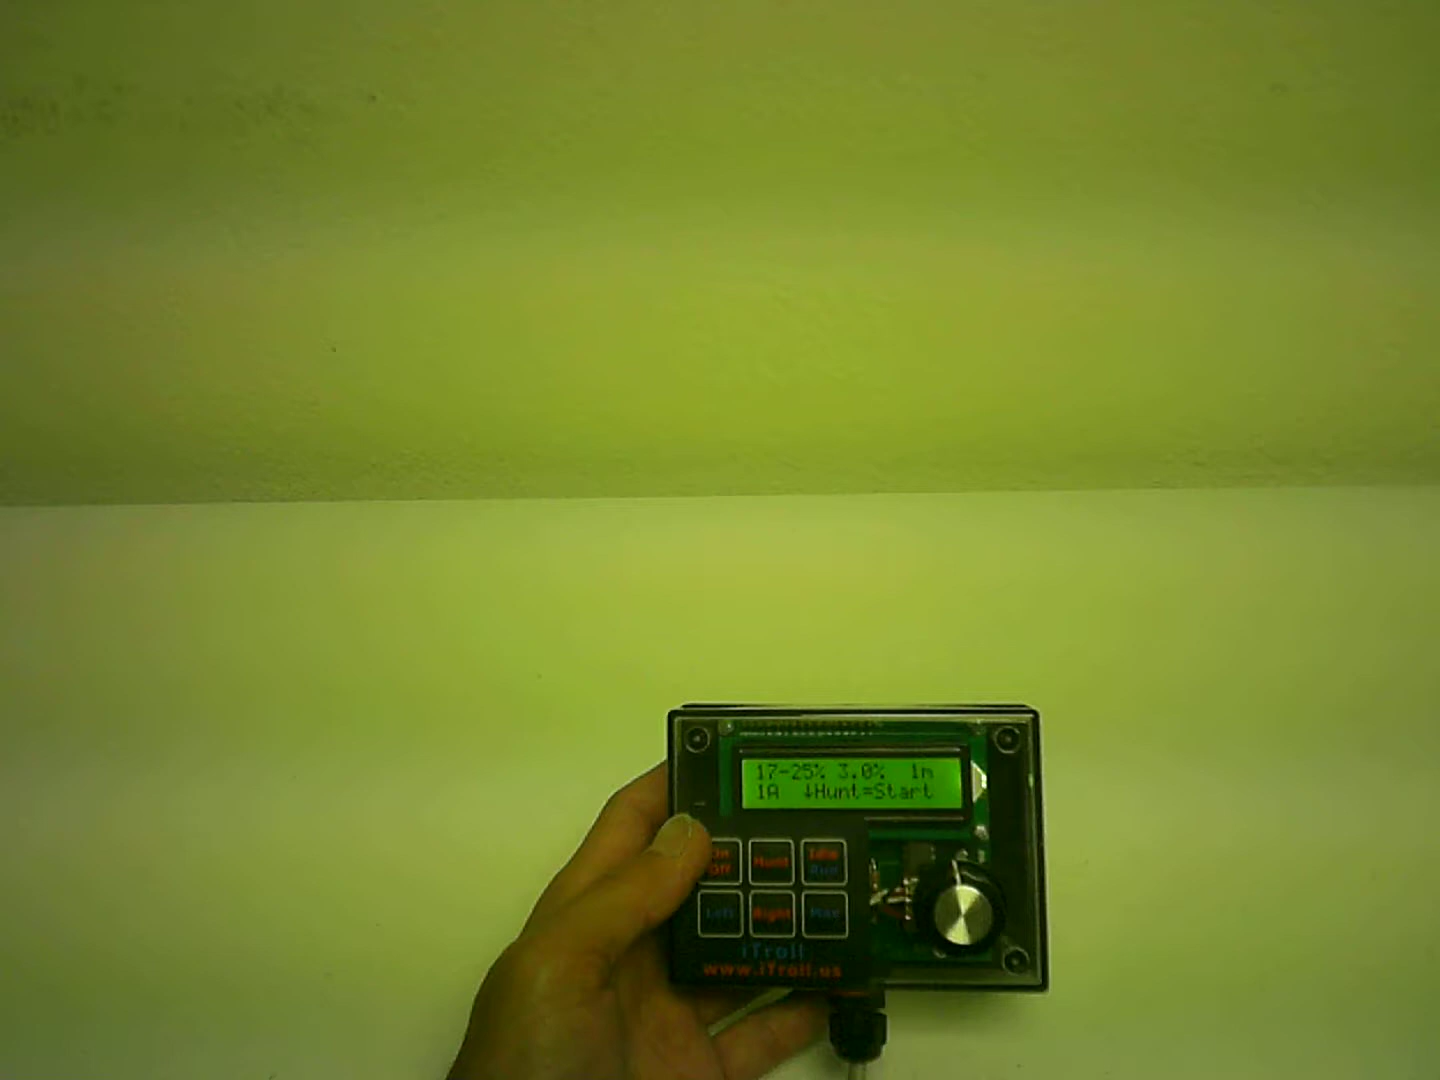 17-25% 3.0% 1m
1A ↓Hunt=Start
On Hunt Idle
Off Run
Left Right Max
iTroll
www.iTroll.us